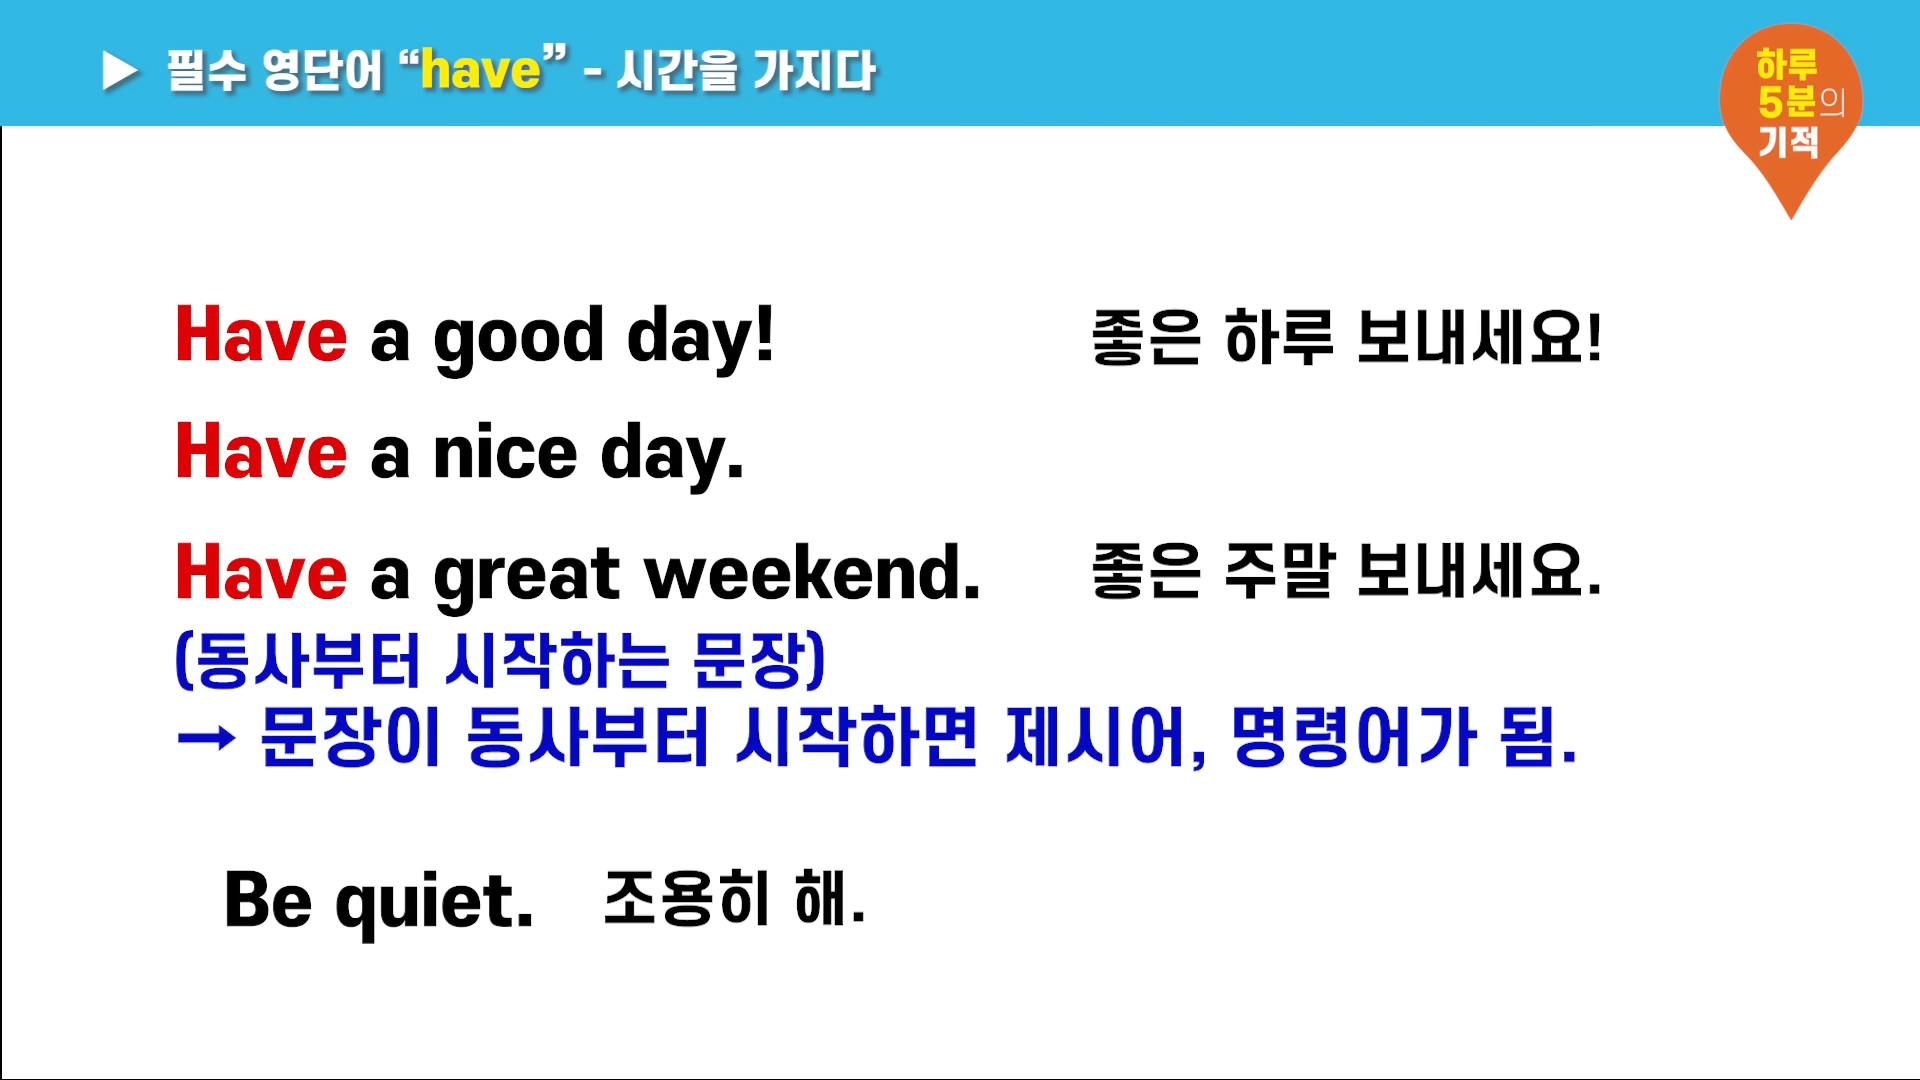 ▶ 필수 영단어 “have” - 시간을 가지다
하루
5분의
기적
Have a good day! 좋은 하루 보내세요!
Have a nice day.
Have a great weekend. 좋은 주말 보내세요.
(동사부터 시작하는 문장)
→ 문장이 동사부터 시작하면 제시어, 명령어가 됨.
Be quiet. 조용히 해.